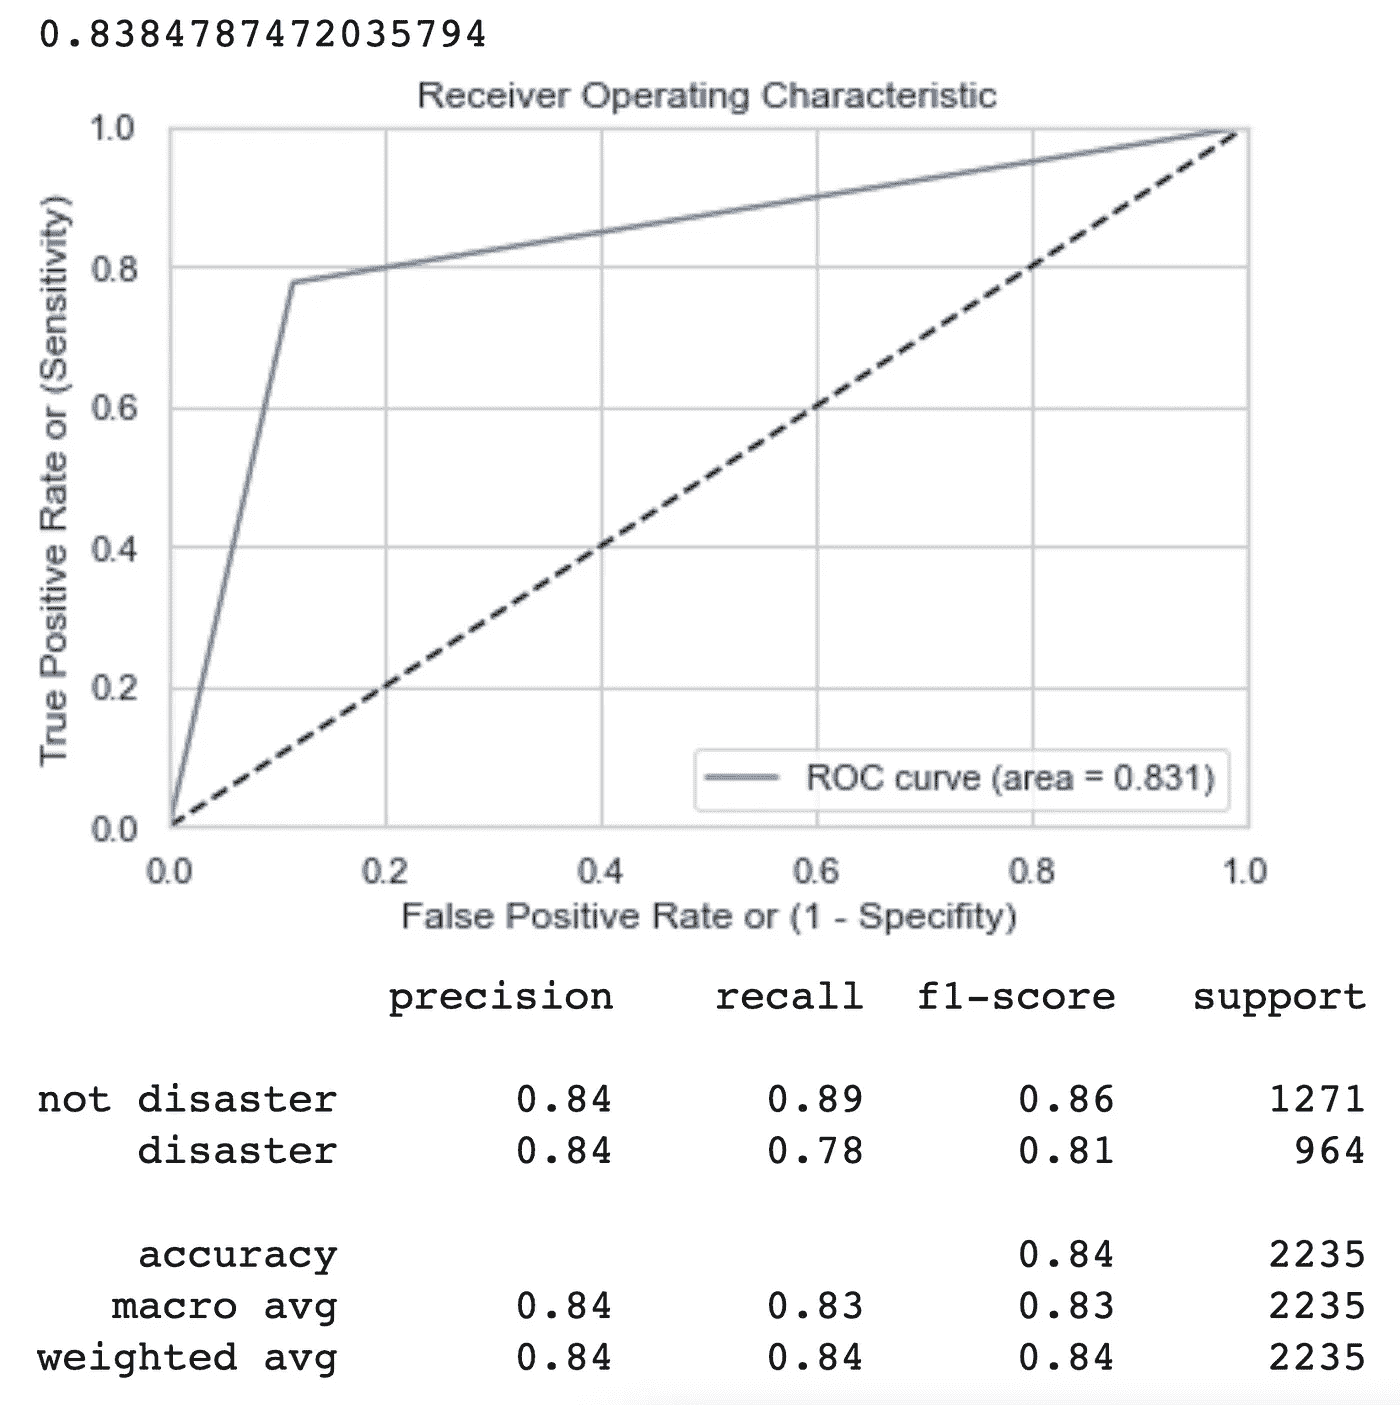 0.8384787472035794
Receiver Operating Characteristic
True Positive Rate or (Sensitivity)
1.0
0.8
0.6
0.4
0.2
0.0
ROC curve (area = 0.831)
0.0 0.2 0.4 0.6 0.8 1.0
False Positive Rate or (1 - Specifity)
precision recall f1-score support
not disaster 0.84 0.89 0.86 1271
disaster 0.84 0.78 0.81 964
accuracy 0.84 2235
macro avg 0.84 0.83 0.83 2235
weighted avg 0.84 0.84 0.84 2235